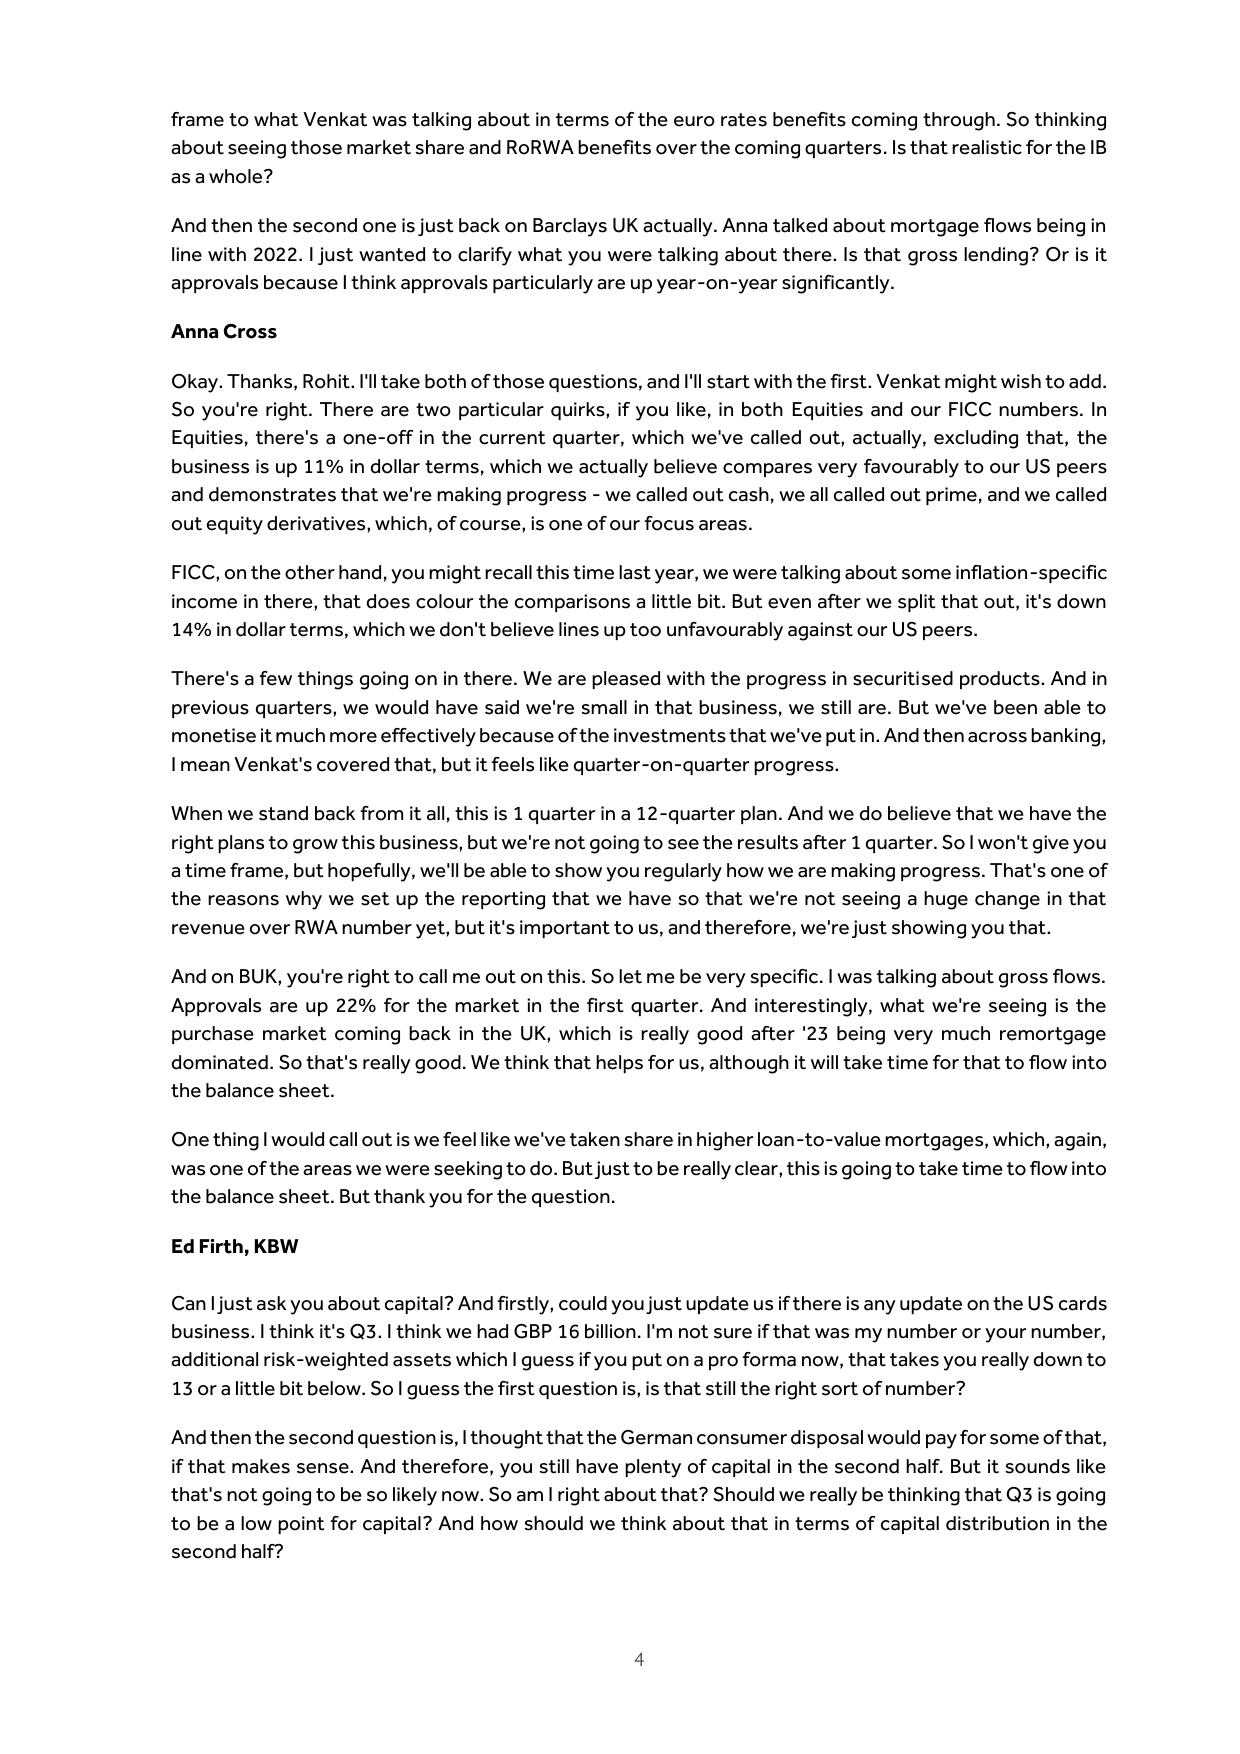 frame to what Venkat was talking about in terms of the euro rates benefits coming through. So thinking
about seeing those market share and RoRWA benefits over the coming quarters. Is that realistic for the IB
as a whole?
And then the second one is just back on Barclays UK actually. Anna talked about mortgage flows being in
line with 2022. I just wanted to clarify what you were talking about there. Is that gross lending? Or is it
approvals because I think approvals particularly are up year-on-year significantly.
Anna Cross
Okay. Thanks, Rohit. I'll take both of those questions, and I'll start with the first. Venkat might wish to add.
So you're right. There are two particular quirks, if you like, in both Equities and our FICC numbers. In
Equities, there's a one-off in the current quarter, which we've called out, actually, excluding that, the
business is up 11% in dollar terms, which we actually believe compares very favourably to our US peers
and demonstrates that we're making progress - we called out cash, we all called out prime, and we called
out equity derivatives, which, of course, is one of our focus areas.
FICC, on the other hand, you might recall this time last year, we were talking about some inflation-specific
income in there, that does colour the comparisons a little bit. But even after we split that out, it's down
14% in dollar terms, which we don't believe lines up too unfavourably against our US peers.
There's a few things going on in there. We are pleased with the progress in securitised products. And in
previous quarters, we would have said we're small in that business, we still are. But we've been able to
monetise it much more effectively because of the investments that we've put in. And then across banking,
I mean Venkat's covered that, but it feels like quarter-on-quarter progress.
When we stand back from it all, this is 1 quarter in a 12-quarter plan. And we do believe that we have the
right plans to grow this business, but we're not going to see the results after 1 quarter. So I won't give you
a time frame, but hopefully, we'll be able to show you regularly how we are making progress. That's one of
the reasons why we set up the reporting that we have so that we're not seeing a huge change in that
revenue over RWA number yet, but it's important to us, and therefore, we're just showing you that.
And on BUK, you're right to call me out on this. So let me be very specific. I was talking about gross flows.
Approvals are up 22% for the market in the first quarter. And interestingly, what we're seeing is the
purchase market coming back in the UK, which is really good after '23 being very much remortgage
dominated. So that's really good. We think that helps for us, although it will take time for that to flow into
the balance sheet.
One thing I would call out is we feel like we've taken share in higher loan-to-value mortgages, which, again,
was one of the areas we were seeking to do. But just to be really clear, this is going to take time to flow into
the balance sheet. But thank you for the question.
Ed Firth, KBW
Can I just ask you about capital? And firstly, could you just update us if there is any update on the US cards
business. I think it's Q3. I think we had GBP 16 billion. I'm not sure if that was my number or your number,
additional risk-weighted assets which I guess if you put on a pro forma now, that takes you really down to
13 or a little bit below. So I guess the first question is, is that still the right sort of number?
And then the second question is, I thought that the German consumer disposal would pay for some of that,
if that makes sense. And therefore, you still have plenty of capital in the second half. But it sounds like
that's not going to be so likely now. So am I right about that? Should we really be thinking that Q3 is going
to be a low point for capital? And how should we think about that in terms of capital distribution in the
second half?
4